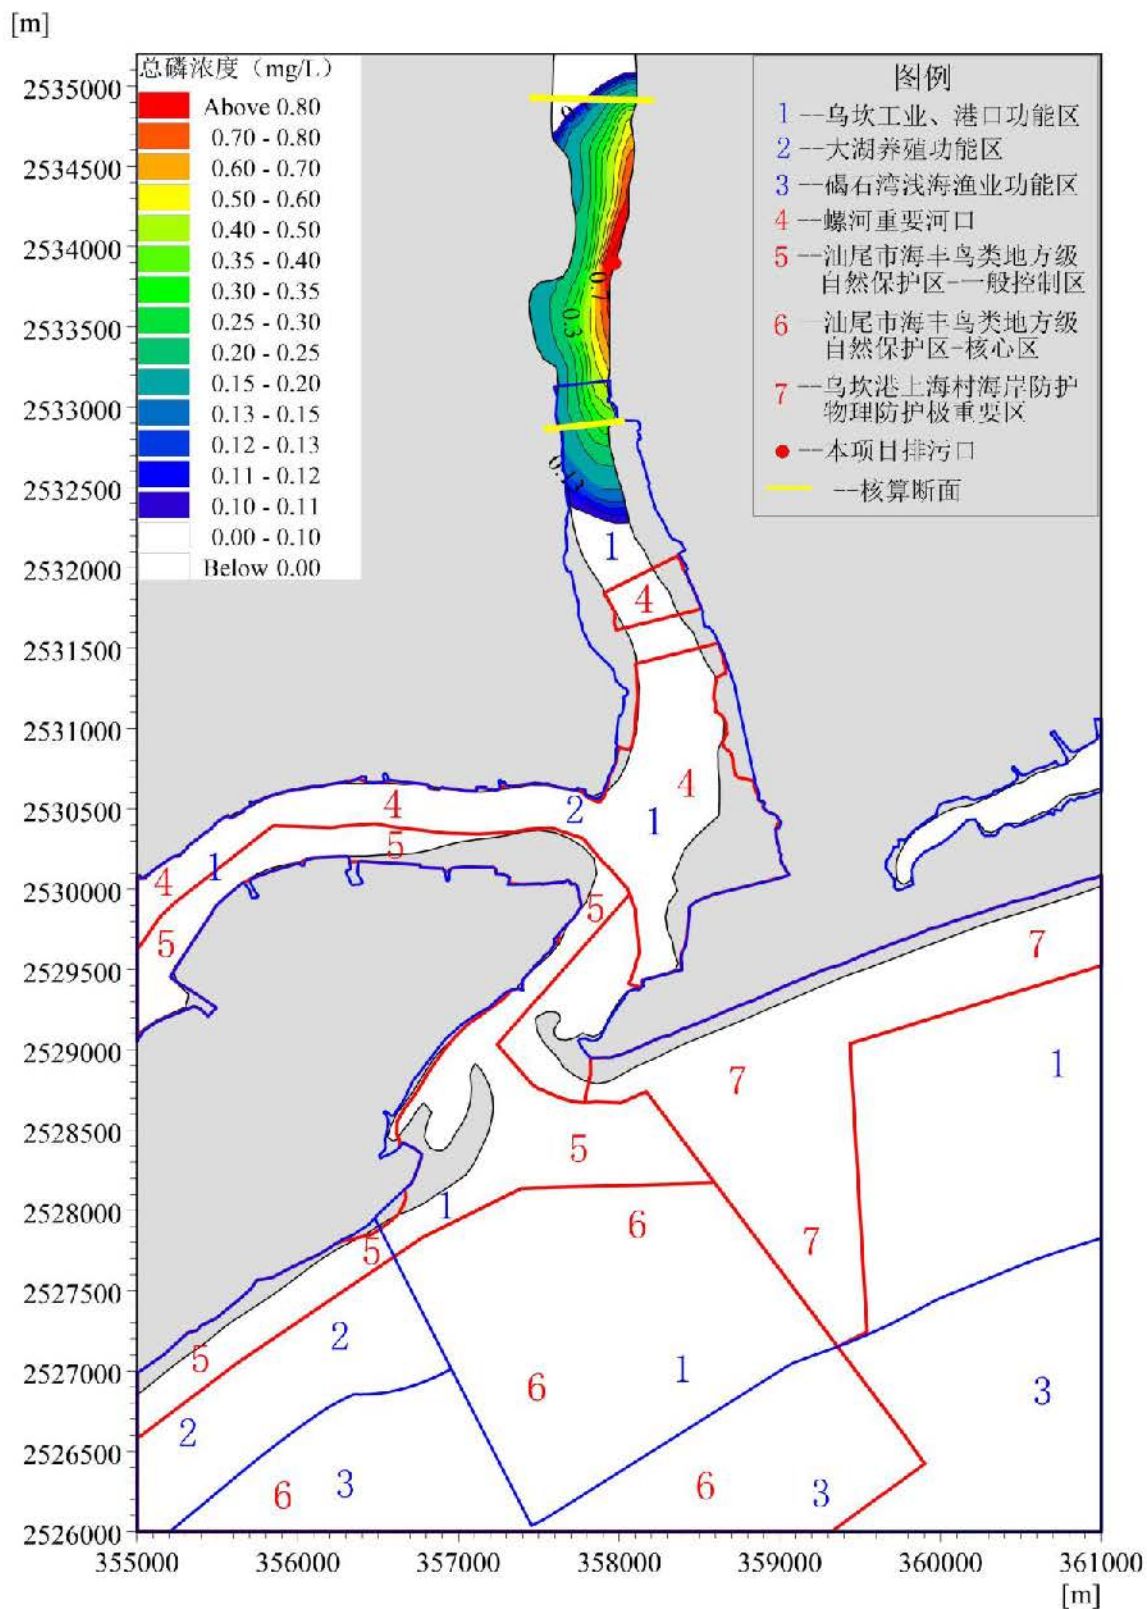 [m]
总磷浓度（mg/L）
Above 0.80
0.70 - 0.80
0.60 - 0.70
0.50 - 0.60
0.40 - 0.50
0.35 - 0.40
0.30 - 0.35
0.25 - 0.30
0.20 - 0.25
0.15 - 0.20
0.13 - 0.15
0.12 - 0.13
0.11 - 0.12
0.10 - 0.11
0.00 - 0.10
Below 0.00
图例
1 --乌坎工业、港口功能区
2 --大湖养殖功能区
3 --碣石湾浅海渔业功能区
4 --螺河重要河口
5 --汕尾市海丰鸟类地方级
自然保护区-一般控制区
6 --汕尾市海丰鸟类地方级
自然保护区-核心区
7 --乌坎港上海村海岸防护
物理防护极重要区
--本项目排污口
--核算断面
2535000
2534500
2534000
2533500
2533000
2532500
2532000
2531500
2531000
2530500
2530000
2529500
2529000
2528500
2528000
2527500
2527000
2526500
2526000
0.7
0.3
0.13
1
4
4
2
1
4
5
1
4
5
5
7
7
1
5
1
6
7
5
2
5
6
1
3
2
6
3
6
3
355000 356000 357000 358000 359000 360000 361000
[m]